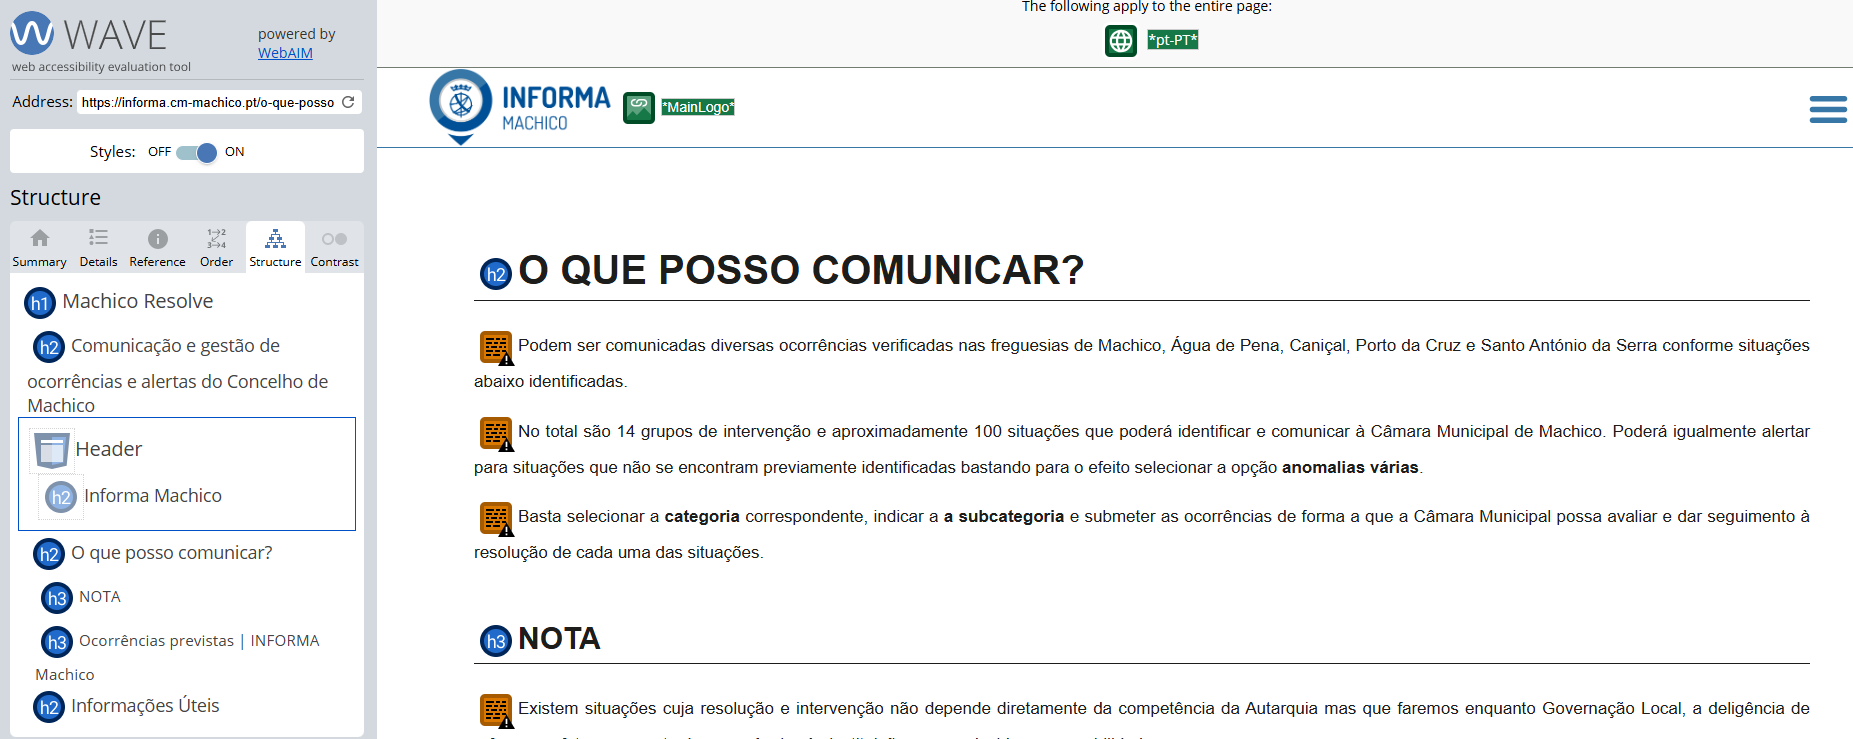 WAVE
powered by
WebAIM
web accessibility evaluation tool
Address: https://informa.cm-machico.pt/o-que-posso
Styles: OFF ON
Structure
1→2
3→4
Summary Details Reference Order Structure Contrast
h1 Machico Resolve
h2 Comunicação e gestão de
ocorrências e alertas do Concelho de
Machico
Header
h2 Informa Machico
h2 O que posso comunicar?
h3 NOTA
h3 Ocorrências previstas | INFORMA
Machico
h2 Informações Úteis
The following apply to the entire page:
*pt-PT*
INFORMA
MACHICO
*MainLogo*
h2 O QUE POSSO COMUNICAR?
Podem ser comunicadas diversas ocorrências verificadas nas freguesias de Machico, Água de Pena, Caniçal, Porto da Cruz e Santo António da Serra conforme situações
abaixo identificadas.
No total são 14 grupos de intervenção e aproximadamente 100 situações que poderá identificar e comunicar à Câmara Municipal de Machico. Poderá igualmente alertar
para situações que não se encontram previamente identificadas bastando para o efeito selecionar a opção anomalias várias.
Basta selecionar a categoria correspondente, indicar a a subcategoria e submeter as ocorrências de forma a que a Câmara Municipal possa avaliar e dar seguimento à
resolução de cada uma das situações.
h3 NOTA
Existem situações cuja resolução e intervenção não depende diretamente da competência da Autarquia mas que faremos enquanto Governação Local, a deligência de